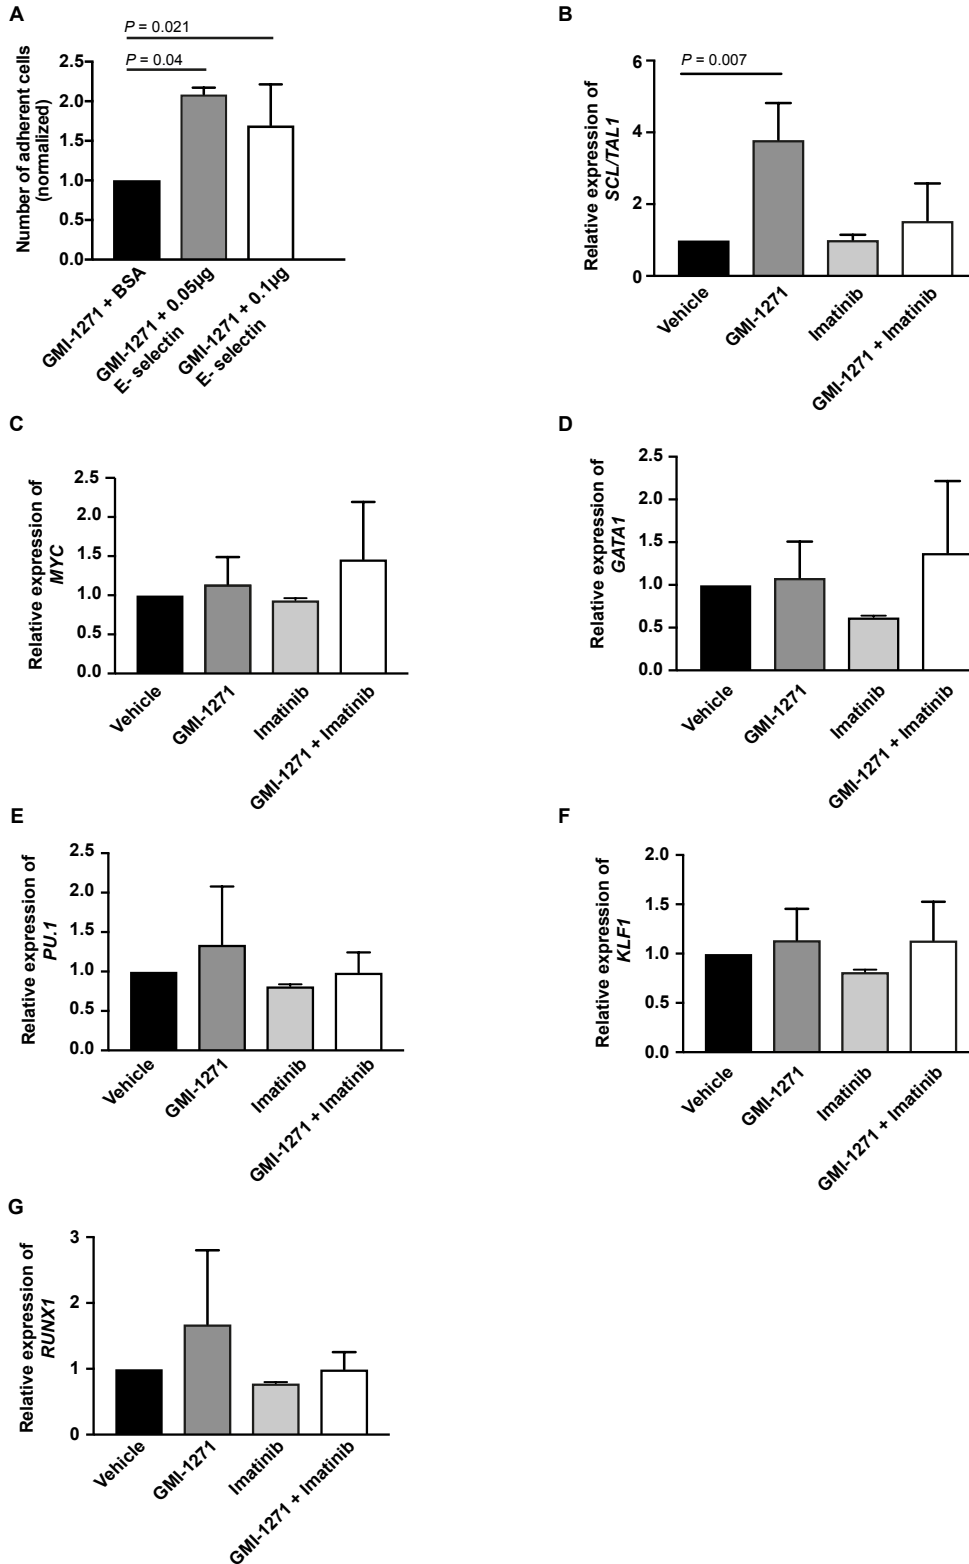 A
P = 0.021
P = 0.04
Number of adherent cells
(normalized)
2.5
2.0
1.5
1.0
0.5
0.0
GMI-1271 + BSA
GMI-1271 + 0.05µg
E- selectin
GMI-1271 + 0.1µg
E- selectin
B
P = 0.007
Relative expression of
SCL/TAL1
6
4
2
0
Vehicle
GMI-1271
Imatinib
GMI-1271 + Imatinib
C
Relative expression of
MYC
2.5
2.0
1.5
1.0
0.5
0.0
Vehicle
GMI-1271
Imatinib
GMI-1271 + Imatinib
D
Relative expression of
GATA1
2.5
2.0
1.5
1.0
0.5
0.0
Vehicle
GMI-1271
Imatinib
GMI-1271 + Imatinib
E
Relative expression of
PU.1
2.5
2.0
1.5
1.0
0.5
0.0
Vehicle
GMI-1271
Imatinib
GMI-1271 + Imatinib
F
Relative expression of
KLF1
2.0
1.5
1.0
0.5
0.0
Vehicle
GMI-1271
Imatinib
GMI-1271 + Imatinib
G
Relative expression of
RUNX1
3
2
1
0
Vehicle
GMI-1271
Imatinib
GMI-1271 + Imatinib